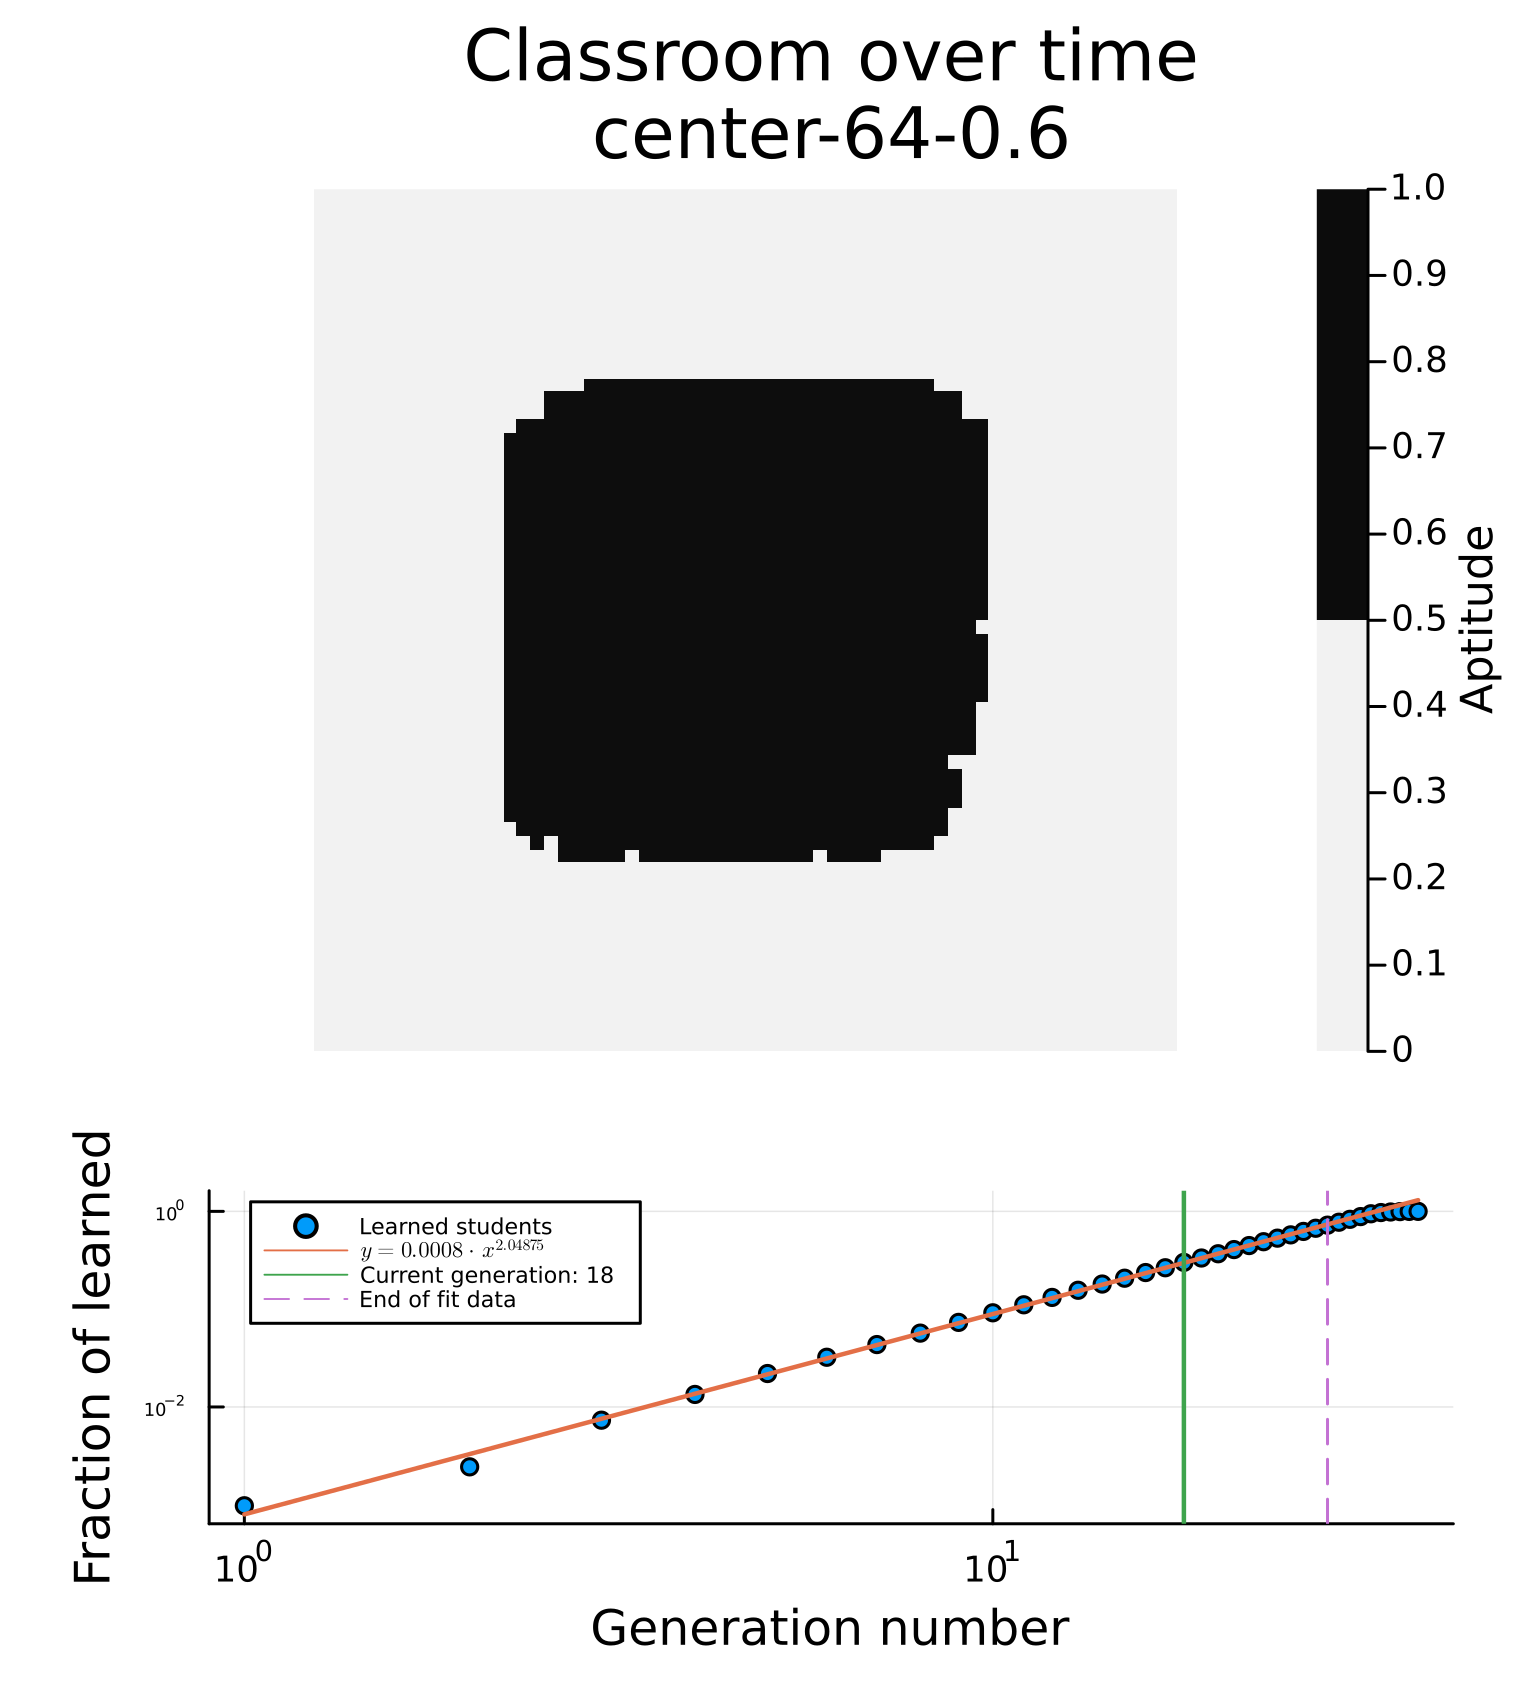 Classroom over time
center-64-0.6
1.0
0.9
0.8
0.7
0.6
0.5
0.4
0.3
0.2
0.1
0
Aptitude
Fraction of learned
10⁰
10⁻²
Learned students
y = 0.0008 · x^2.04875
Current generation: 18
End of fit data
10⁰
10¹
Generation number